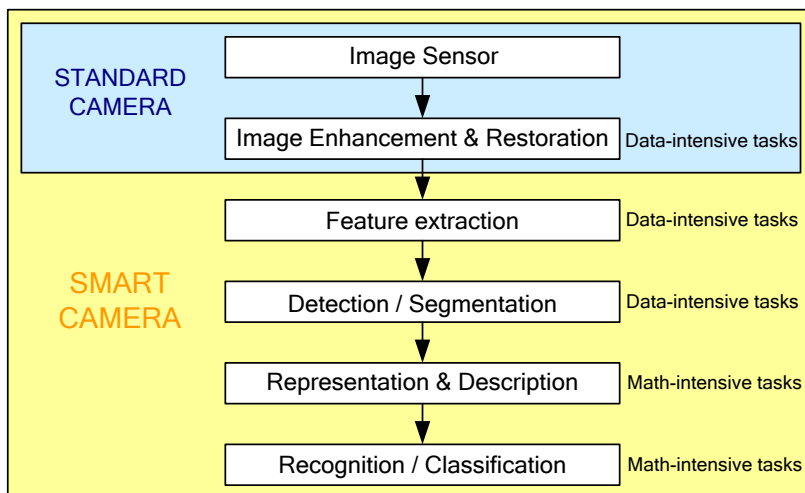 STANDARD
CAMERA
Image Sensor
Image Enhancement & Restoration
Data-intensive tasks
Feature extraction
Data-intensive tasks
SMART
CAMERA
Detection / Segmentation
Data-intensive tasks
Representation & Description
Math-intensive tasks
Recognition / Classification
Math-intensive tasks